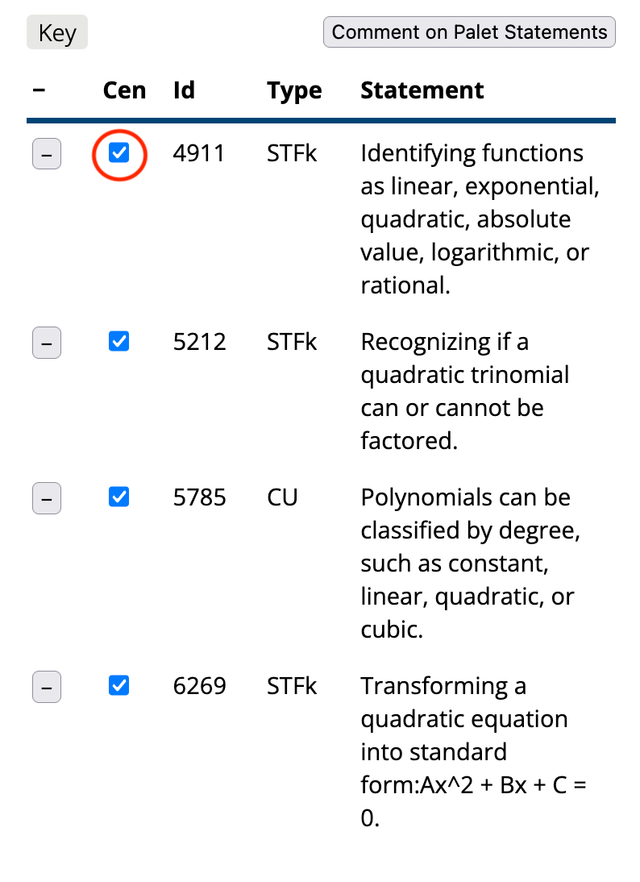 Key
Comment on Palet Statements
– Cen Id Type Statement
– 4911 STFk Identifying functions
as linear, exponential,
quadratic, absolute
value, logarithmic, or
rational.
– 5212 STFk Recognizing if a
quadratic trinomial
can or cannot be
factored.
– 5785 CU Polynomials can be
classified by degree,
such as constant,
linear, quadratic, or
cubic.
– 6269 STFk Transforming a
quadratic equation
into standard
form:Ax^2 + Bx + C =
0.